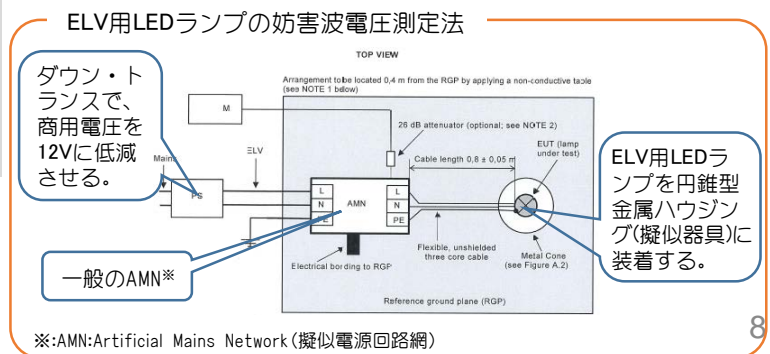 ELV用LEDランプの妨害波電圧測定法
TOP VIEW
ダウン・ト
ランスで、
商用電圧を
12Vに低減
させる。
Arrangement to be located 0,4 m from the RGP by applying a non-conductive table
(see NOTE 1 below)
M
26 dB attenuator (optional; see NOTE 2)
Mains
ELV
Cable length 0,8 ± 0,05 m
EUT (lamp
under test)
PS
L
N
PE
AMN
L
N
PE
ELV用LEDラ
ンプを円錐型
金属ハウジン
グ(擬似器具)に
装着する。
一般のAMN※
Electrical bording to RGP
Flexible, unshielded
three core cable
Metal Cone
(see Figure A.2)
Reference ground plane (RGP)
※:AMN:Artificial Mains Network(擬似電源回路網)
8